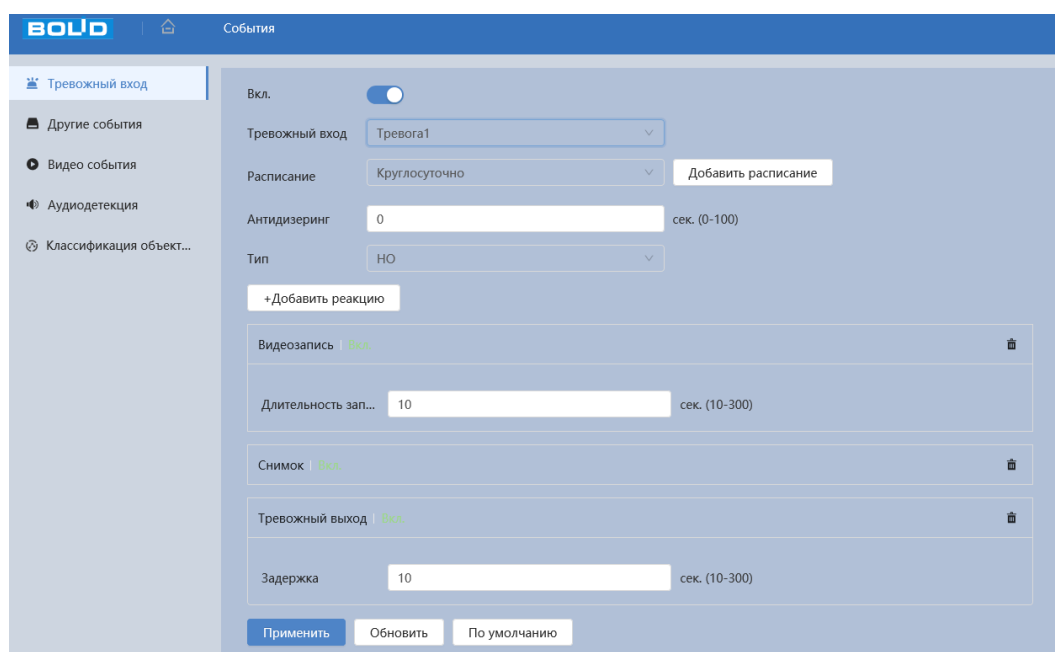 BOLID
События
Тревожный вход
Другие события
Видео события
Аудиодетекция
Классификация объект...
Вкл.
Тревожный вход Тревога1
Расписание Круглосуточно Добавить расписание
Антидизеринг 0 сек. (0-100)
Тип НО
+Добавить реакцию
Видеозапись
Длительность зап... 10 сек. (10-300)
Снимок
Тревожный выход
Задержка 10 сек. (10-300)
Применить Обновить По умолчанию